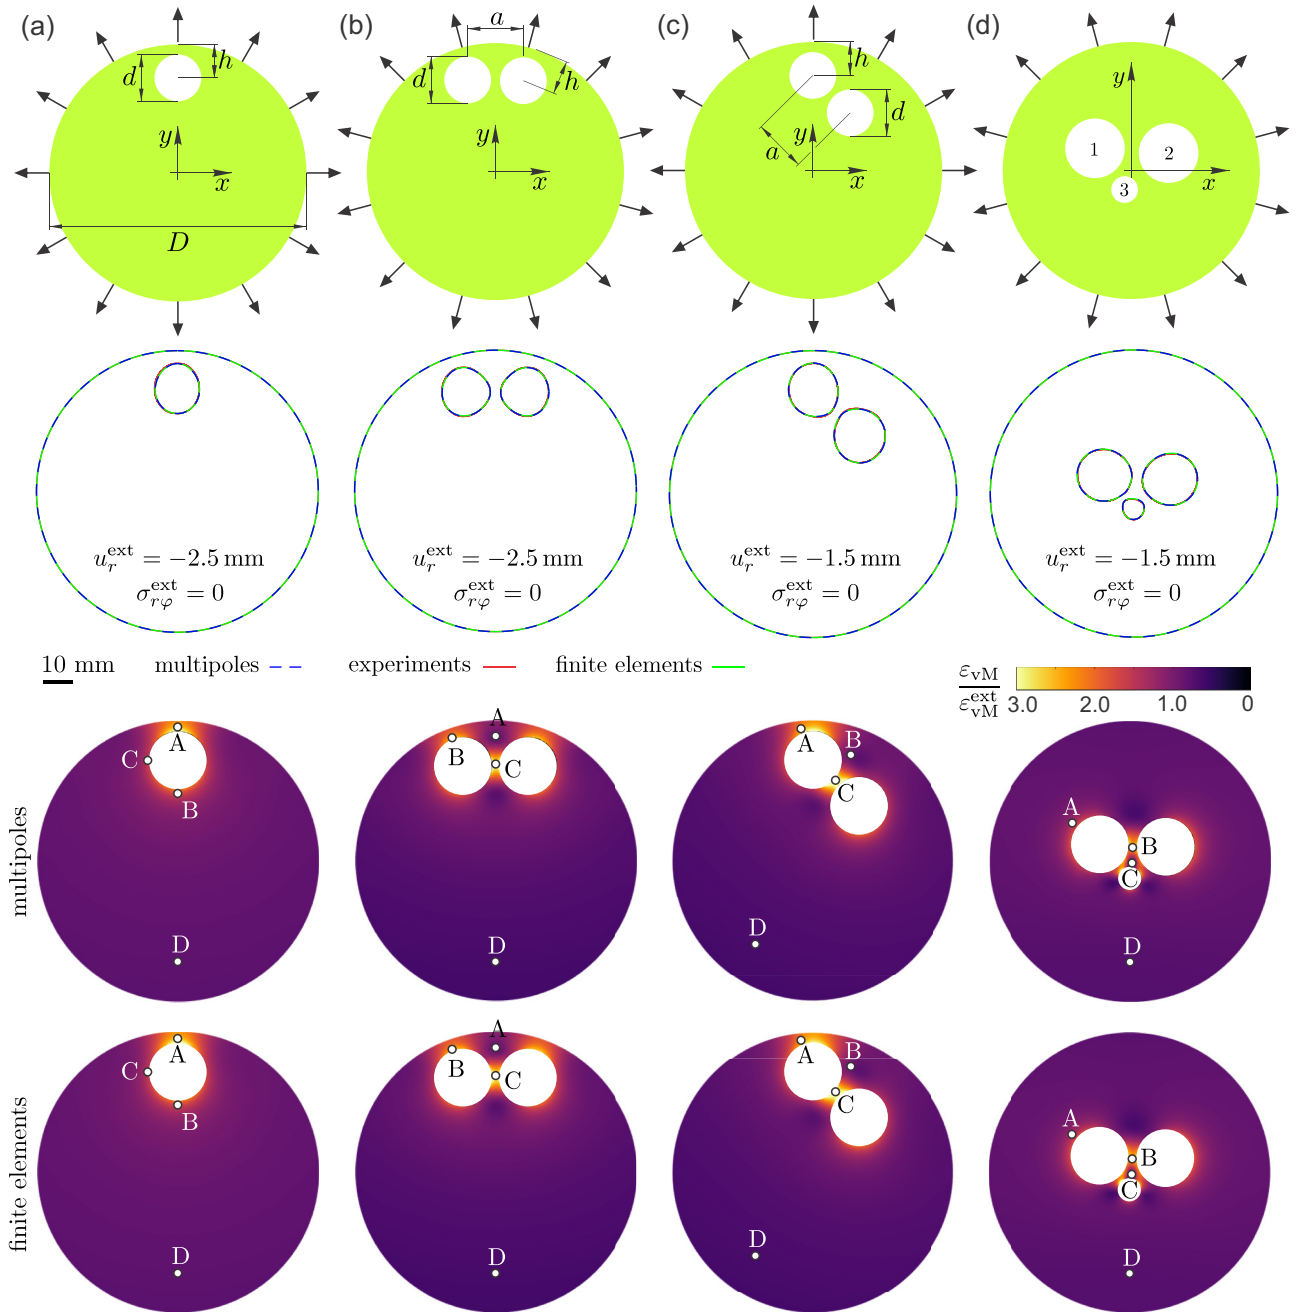 (a) (b) (c) (d)
d h y x D
a d h y x
h d a y x
y 1 2 3 x
u_r^ext = −2.5 mm u_r^ext = −2.5 mm u_r^ext = −1.5 mm u_r^ext = −1.5 mm
σ_rφ^ext = 0 σ_rφ^ext = 0 σ_rφ^ext = 0 σ_rφ^ext = 0
10 mm multipoles experiments finite elements
ε_vM / ε_vM^ext 3.0 2.0 1.0 0
multipoles
A C B D
A B C D
A B C D
A B C D
finite elements
A C B D
A B C D
A B C D
A B C D